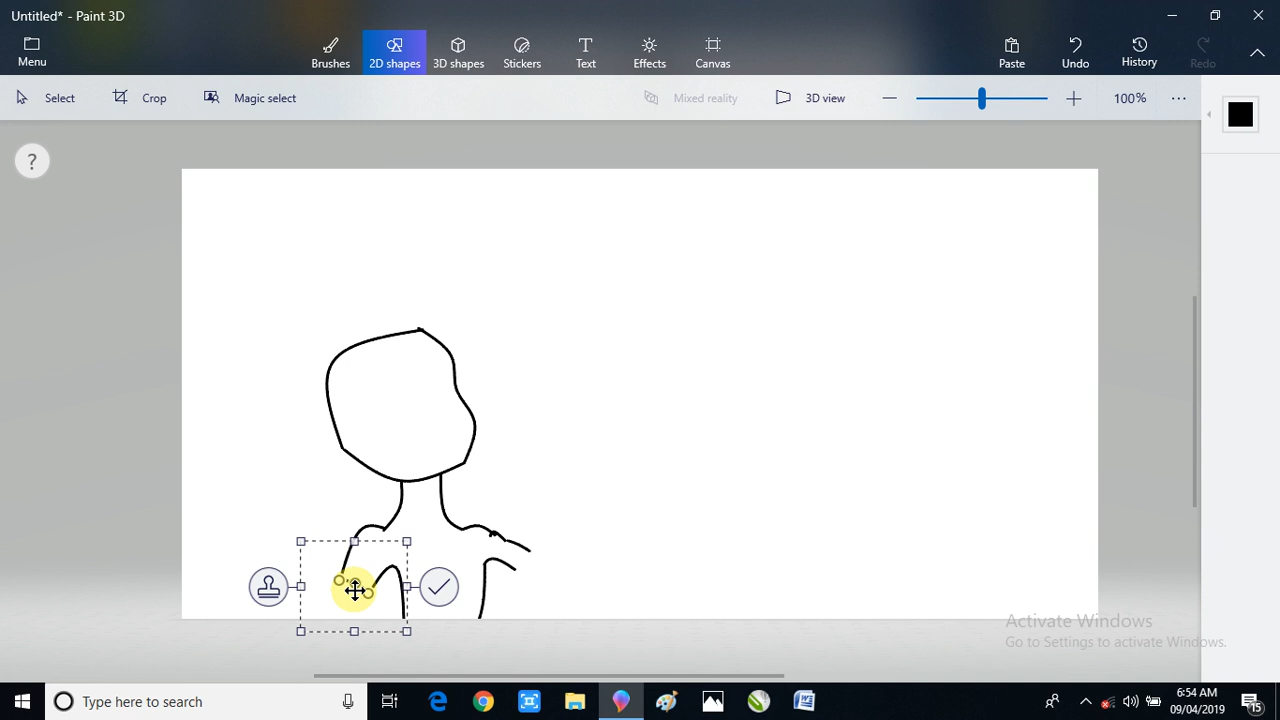 Untitled* - Paint 3D
Menu
Brushes
2D shapes
3D shapes
Stickers
Text
Effects
Canvas
Paste
Undo
History
Redo
Select
Crop
Magic select
Mixed reality
3D view
100%
?
Activate Windows
Go to Settings to activate Windows.
Type here to search
6:54 AM
09/04/2019
15